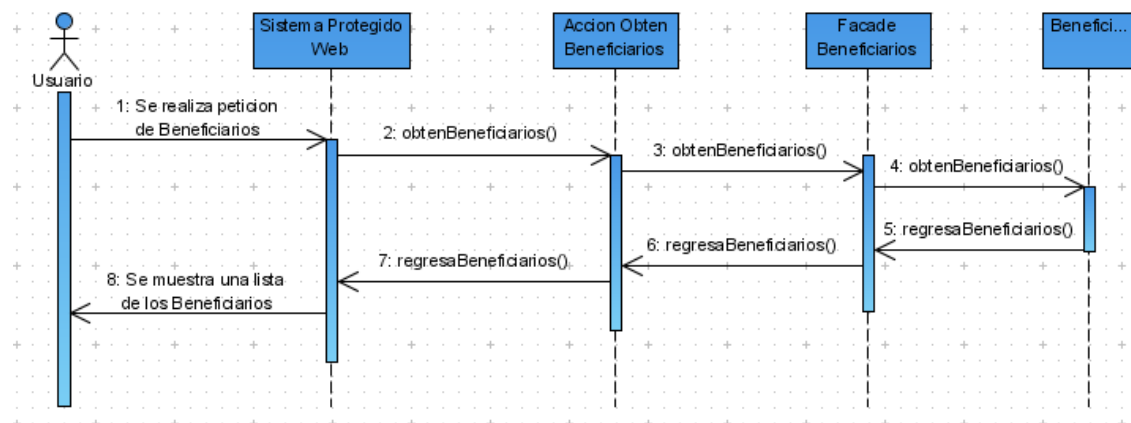 Sistema Protegido
Web
Accion Obten
Beneficiarios
Facade
Beneficiarios
Benefici...
Usuario
1: Se realiza peticion
de Beneficiarios
2: obtenBeneficiarios()
3: obtenBeneficiarios()
4: obtenBeneficiarios()
5: regresaBeneficiarios()
6: regresaBeneficiarios()
7: regresaBeneficiarios()
8: Se muestra una lista
de los Beneficiarios